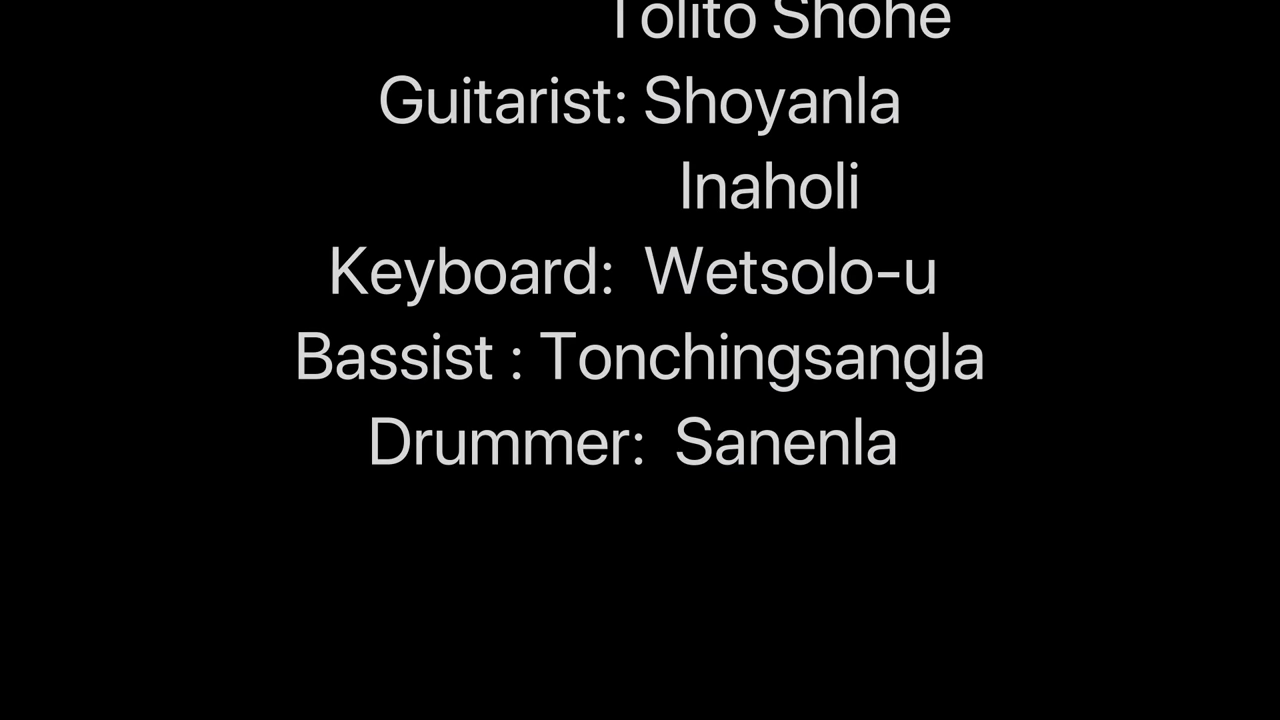 Tolito Shohe
Guitarist: Shoyanla
Inaholi
Keyboard: Wetsolo-u
Bassist : Tonchingsangla
Drummer: Sanenla